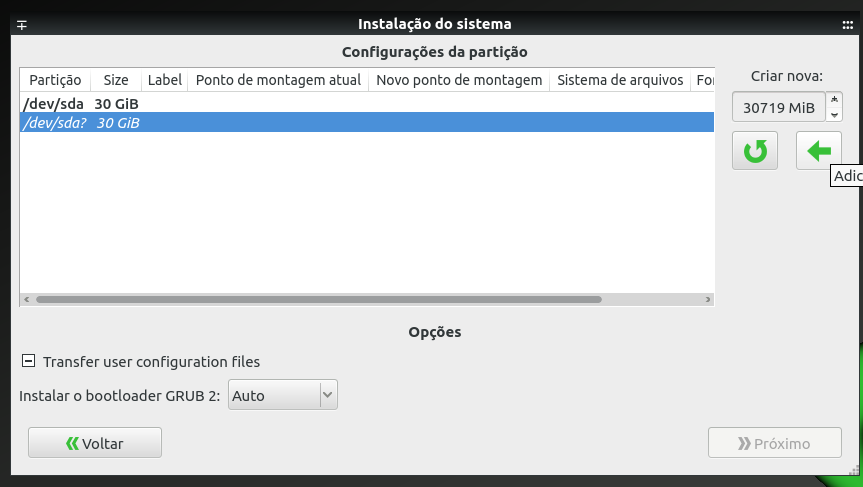 Instalação do sistema
Configurações da partição
Partição Size Label Ponto de montagem atual Novo ponto de montagem Sistema de arquivos For
/dev/sda 30 GiB
/dev/sda? 30 GiB
Criar nova:
30719 MiB
Adic
Opções
Transfer user configuration files
Instalar o bootloader GRUB 2: Auto
Voltar
Próximo